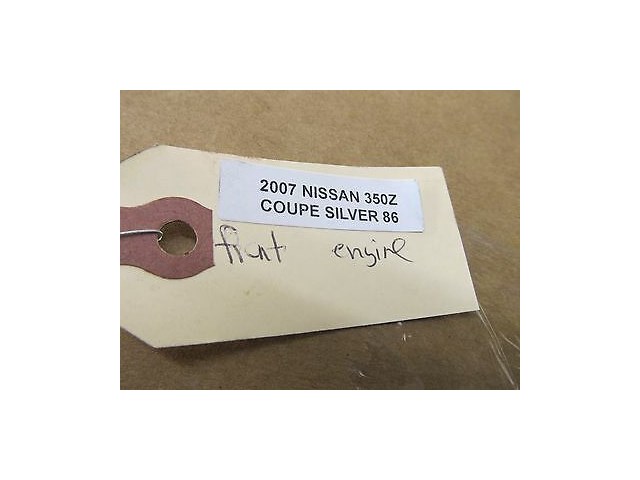 2007 NISSAN 350Z
COUPE SILVER 86
front engine